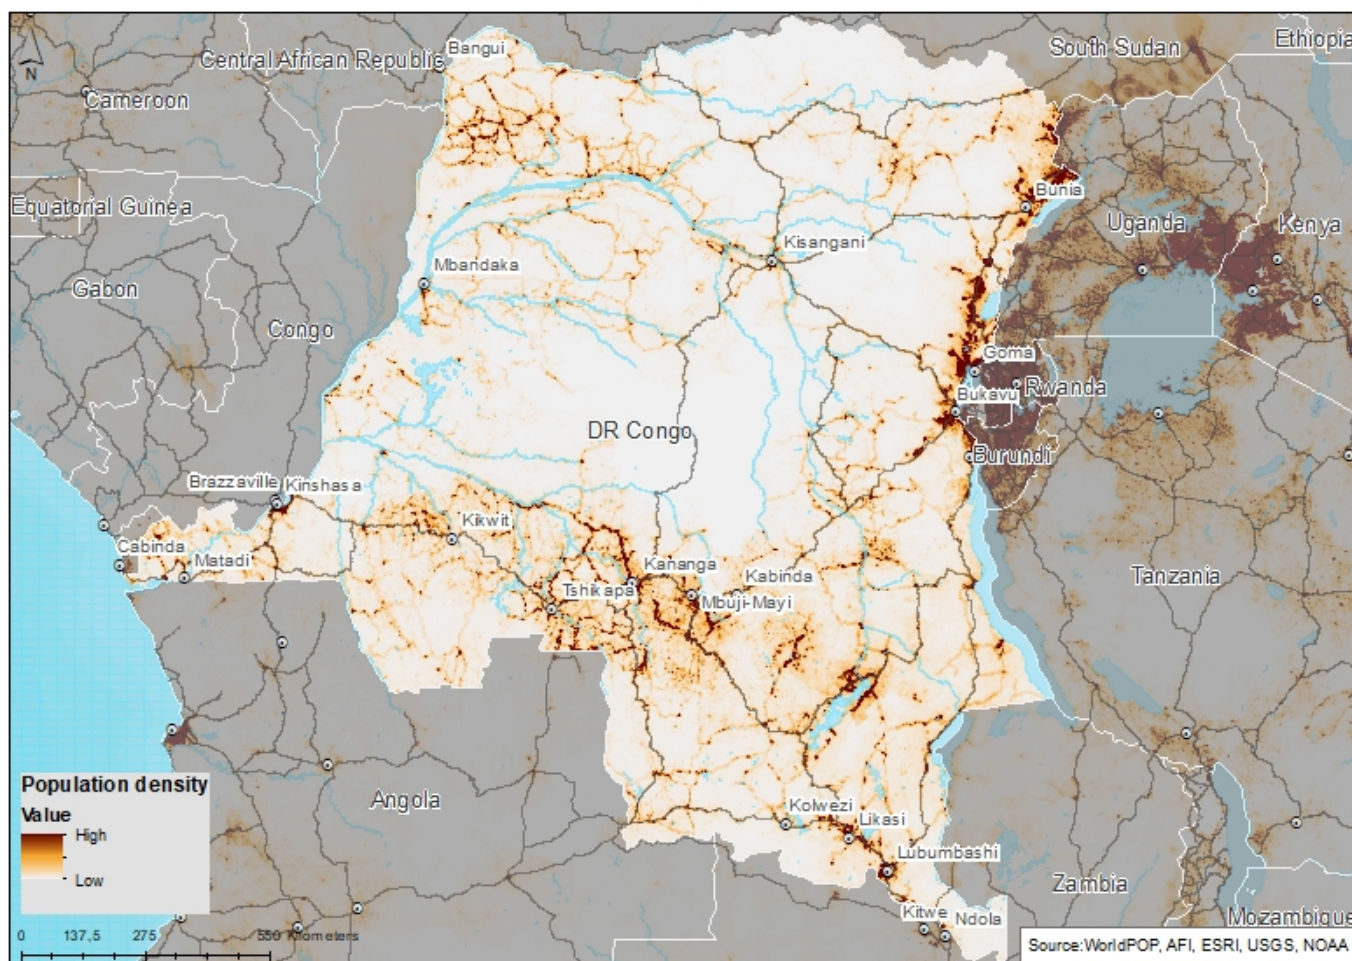 Bangui
South Sudan
Ethiopia
Central African Republic
N
Cameroon
Equatorial Guinea
Bunia
Uganda
Kenya
Kisangani
Mbandaka
Gabon
Congo
Goma
Rwanda
Bukavu
DR Congo
Burundi
Brazzaville
Kinshasa
Kikwit
Cabinda
Matadi
Kananga
Kabinda
Tanzania
Tshikapa
Mbuji-Mayi
Population density
Value
High
Low
Angola
Kolwezi
Likasi
Lubumbashi
Zambia
Kitwe
Ndola
Mozambique
0 137,5 275 550 Kilometers
Source:WorldPOP, AFI, ESRI, USGS, NOAA